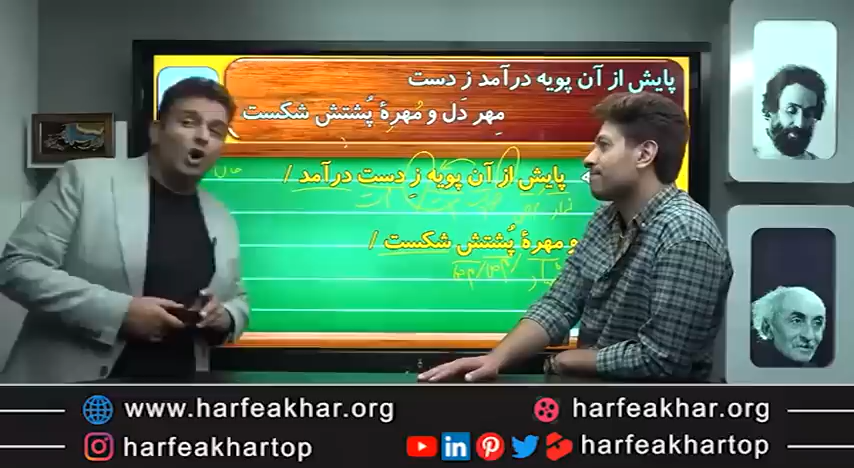 پایش از آن پویه درآمد ز دست
مِهر دَل و مُهرهٔ پُشتش شکست
پایش از آن پویه زِ دست درآمد /
و مهرهٔ پُشتش شکست /
www.harfeakhar.org
harfeakhar.org
harfeakhartop
harfeakhartop